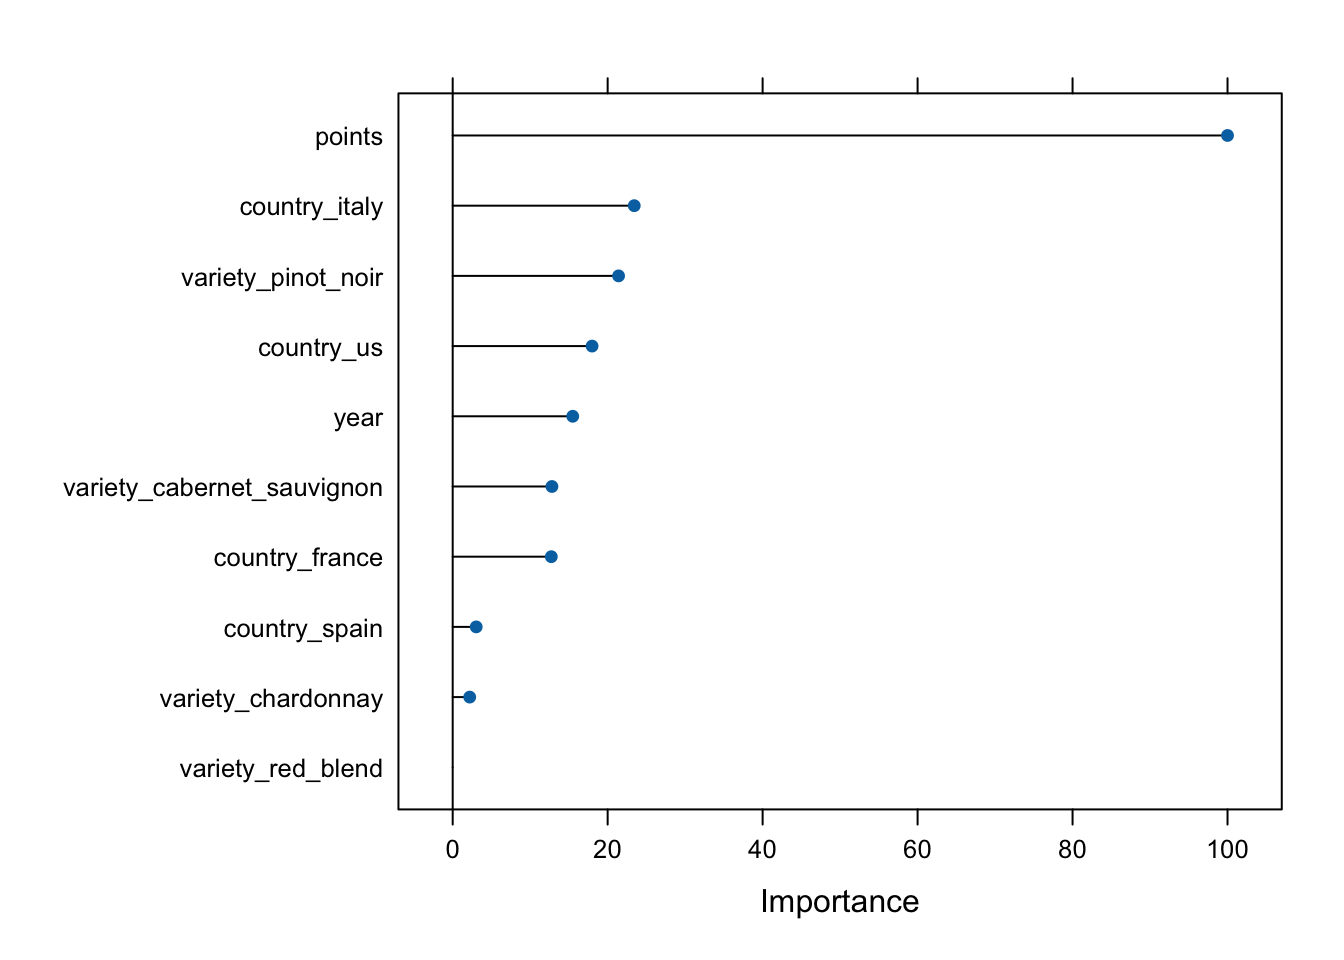 points
country_italy
variety_pinot_noir
country_us
year
variety_cabernet_sauvignon
country_france
country_spain
variety_chardonnay
variety_red_blend
0 20 40 60 80 100
Importance